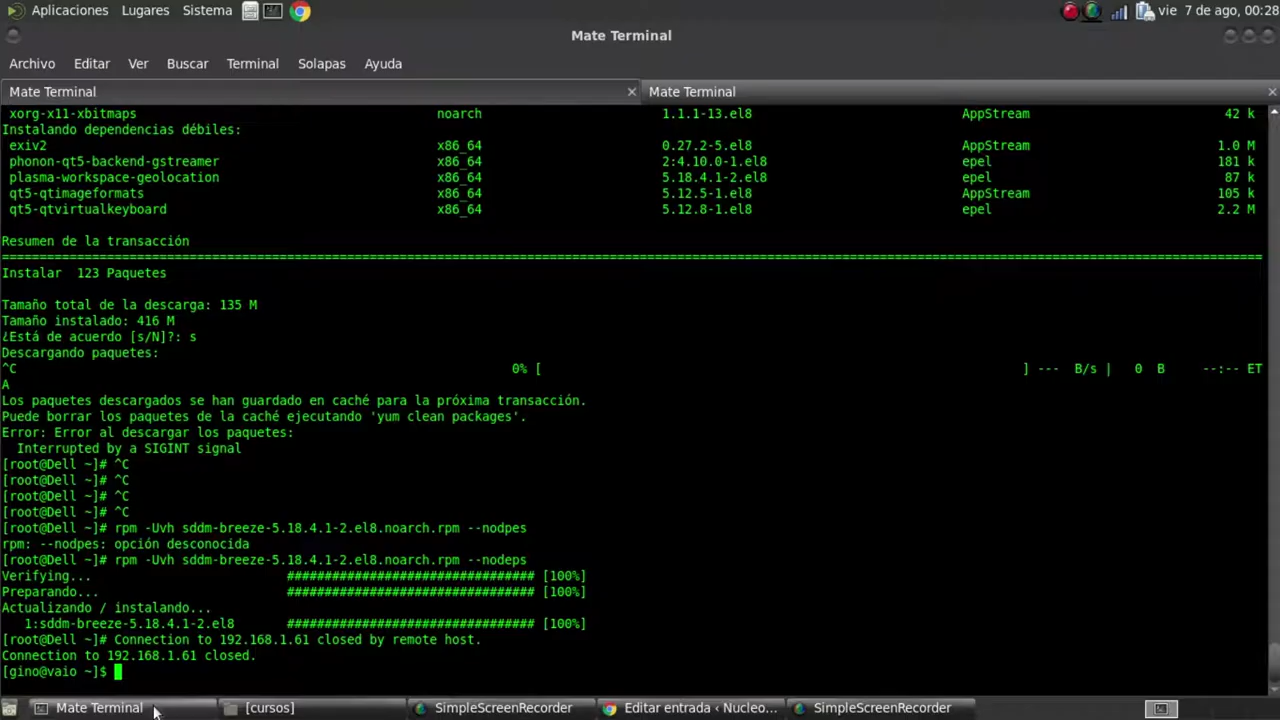 Aplicaciones Lugares Sistema vie 7 de ago, 00:28
Mate Terminal
Archivo Editar Ver Buscar Terminal Solapas Ayuda
Mate Terminal × Mate Terminal ×
xorg-x11-xbitmaps noarch 1.1.1-13.el8 AppStream 42 k
Instalando dependencias débiles:
exiv2 x86_64 0.27.2-5.el8 AppStream 1.0 M
phonon-qt5-backend-gstreamer x86_64 2:4.10.0-1.el8 epel 181 k
plasma-workspace-geolocation x86_64 5.18.4.1-2.el8 epel 87 k
qt5-qtimageformats x86_64 5.12.5-1.el8 AppStream 105 k
qt5-qtvirtualkeyboard x86_64 5.12.8-1.el8 epel 2.2 M
Resumen de la transacción
================================================================================
Instalar 123 Paquetes
Tamaño total de la descarga: 135 M
Tamaño instalado: 416 M
¿Está de acuerdo [s/N]?: s
Descargando paquetes:
^C 0% [ ] --- B/s | 0 B --:-- ET
A
Los paquetes descargados se han guardado en caché para la próxima transacción.
Puede borrar los paquetes de la caché ejecutando 'yum clean packages'.
Error: Error al descargar los paquetes:
Interrupted by a SIGINT signal
[root@Dell ~]# ^C
[root@Dell ~]# ^C
[root@Dell ~]# ^C
[root@Dell ~]# ^C
[root@Dell ~]# rpm -Uvh sddm-breeze-5.18.4.1-2.el8.noarch.rpm --nodpes
rpm: --nodpes: opción desconocida
[root@Dell ~]# rpm -Uvh sddm-breeze-5.18.4.1-2.el8.noarch.rpm --nodeps
Verifying... ################################# [100%]
Preparando... ################################# [100%]
Actualizando / instalando...
1:sddm-breeze-5.18.4.1-2.el8 ################################# [100%]
[root@Dell ~]# Connection to 192.168.1.61 closed by remote host.
Connection to 192.168.1.61 closed.
[gino@vaio ~]$
Mate Terminal [cursos] SimpleScreenRecorder Editar entrada ‹ Nucleo... SimpleScreenRecorder